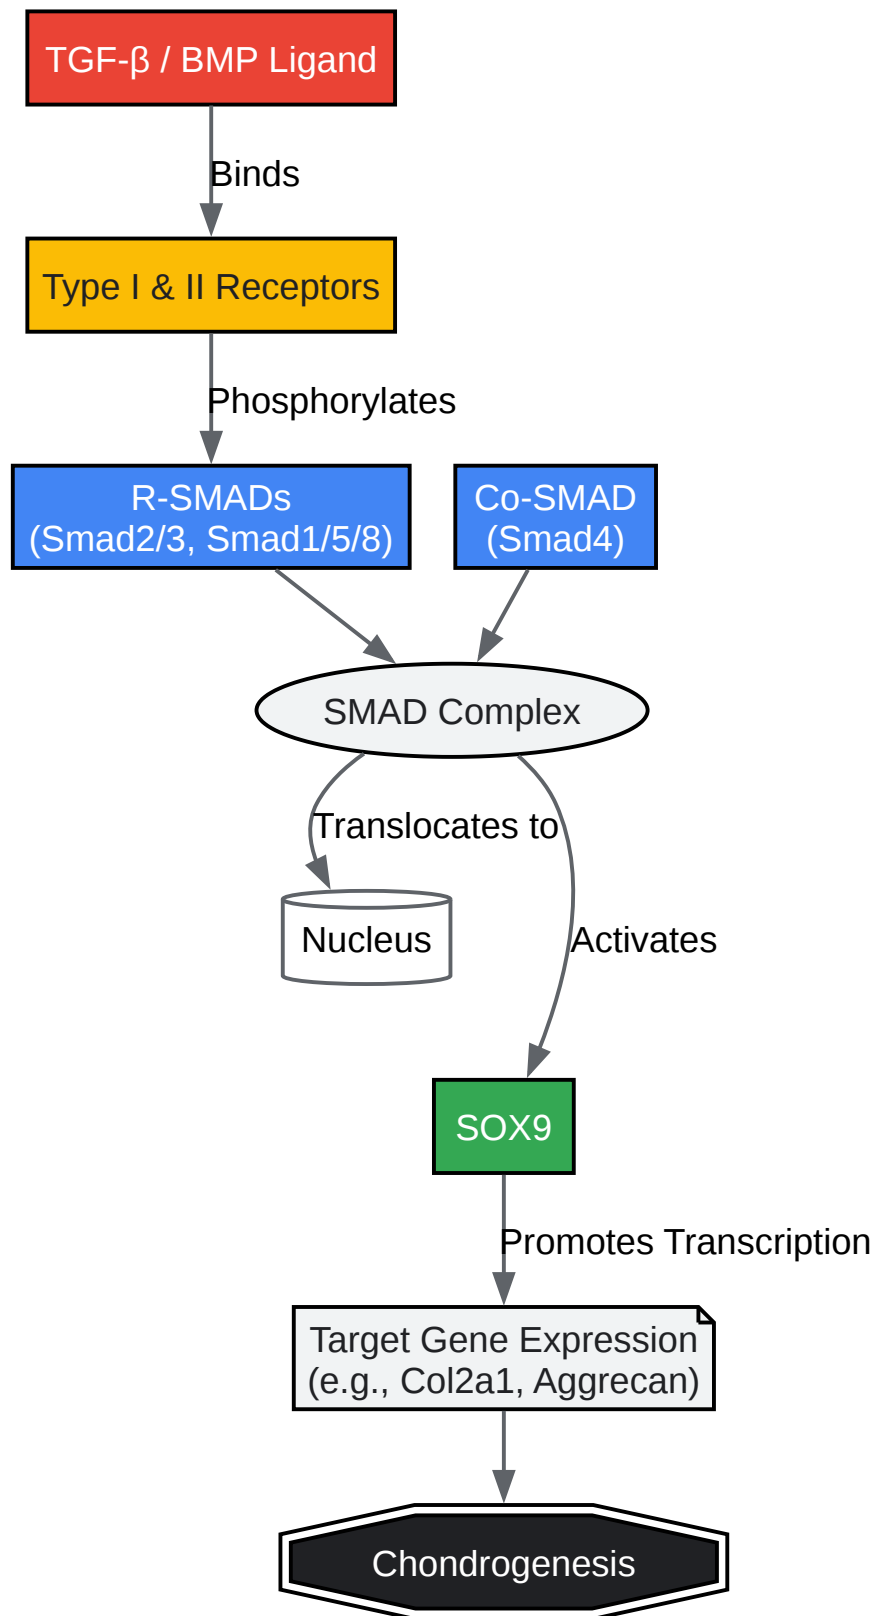 TGF-β / BMP Ligand
Binds
Type I & II Receptors
Phosphorylates
R-SMADs
(Smad2/3, Smad1/5/8)
Co-SMAD
(Smad4)
SMAD Complex
Translocates to
Nucleus
Activates
SOX9
Promotes Transcription
Target Gene Expression
(e.g., Col2a1, Aggrecan)
Chondrogenesis